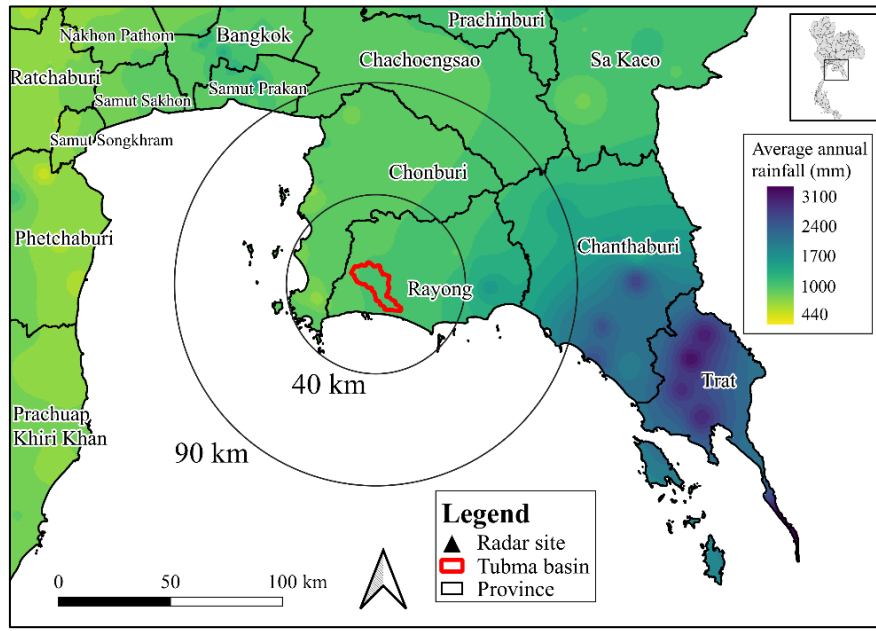 Nakhon Pathom
Bangkok
Prachinburi
Ratchaburi
Chachoengsao
Sa Kaeo
Samut Prakan
Samut Sakhon
Samut Songkhram
Chonburi
Average annual
rainfall (mm)
3100
2400
1700
1000
440
Phetchaburi
Chanthaburi
Rayong
40 km
Trat
Prachuap
Khiri Khan
90 km
Legend
Radar site
Tubma basin
Province
0
50
100 km